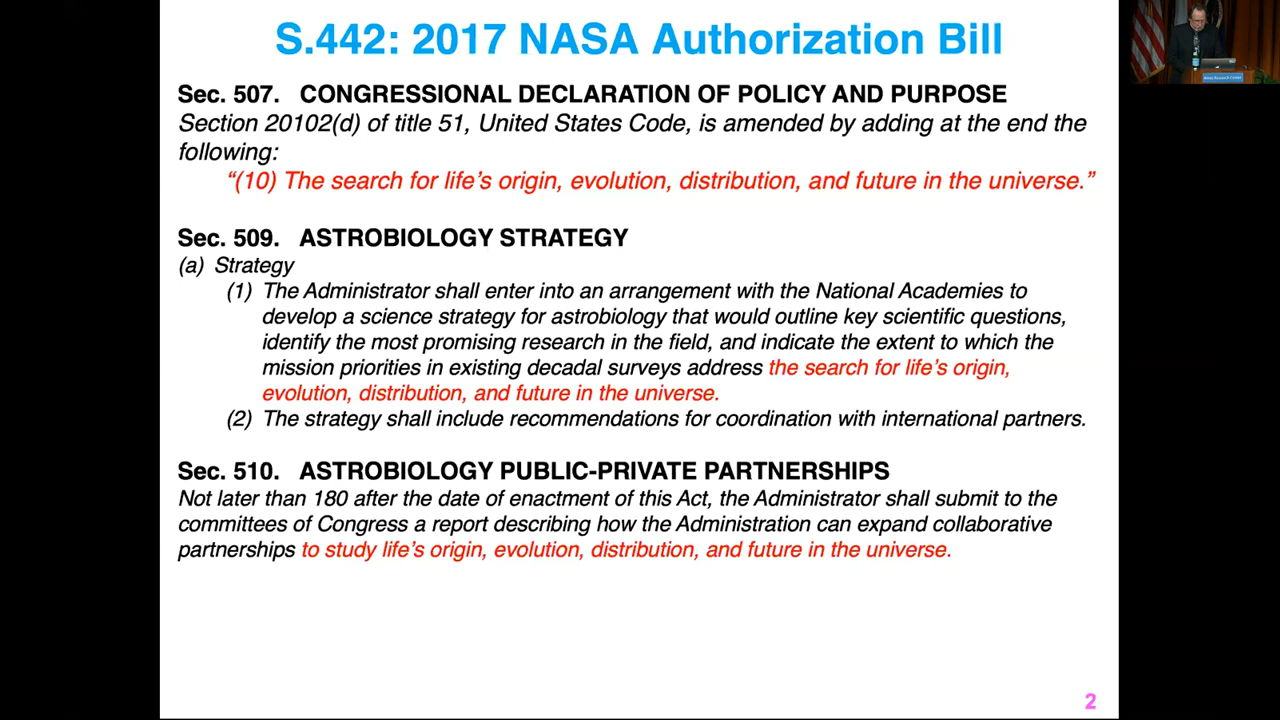 S.442: 2017 NASA Authorization Bill
Sec. 507. CONGRESSIONAL DECLARATION OF POLICY AND PURPOSE
Section 20102(d) of title 51, United States Code, is amended by adding at the end the
following:
“(10) The search for life’s origin, evolution, distribution, and future in the universe.”
Sec. 509. ASTROBIOLOGY STRATEGY
(a) Strategy
(1) The Administrator shall enter into an arrangement with the National Academies to
develop a science strategy for astrobiology that would outline key scientific questions,
identify the most promising research in the field, and indicate the extent to which the
mission priorities in existing decadal surveys address the search for life’s origin,
evolution, distribution, and future in the universe.
(2) The strategy shall include recommendations for coordination with international partners.
Sec. 510. ASTROBIOLOGY PUBLIC-PRIVATE PARTNERSHIPS
Not later than 180 after the date of enactment of this Act, the Administrator shall submit to the
committees of Congress a report describing how the Administration can expand collaborative
partnerships to study life’s origin, evolution, distribution, and future in the universe.
2
Ames Research Center